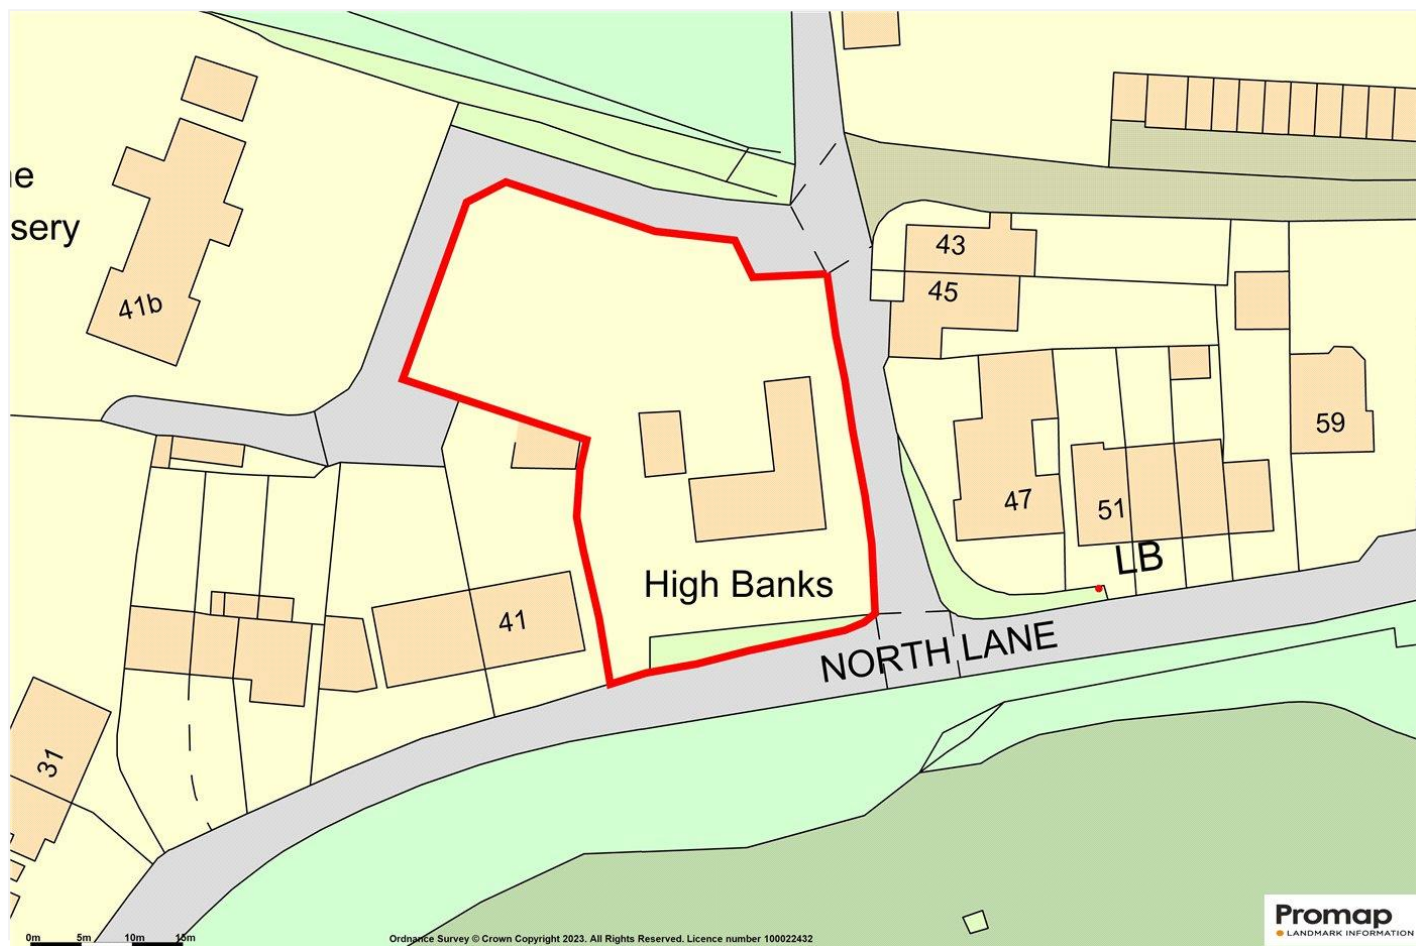 ne
sery
41b
43
45
59
47
51
LB
High Banks
41
NORTH LANE
31
0m 5m 10m 15m
Ordnance Survey © Crown Copyright 2023. All Rights Reserved. Licence number 100022432
Promap
LANDMARK INFORMATION